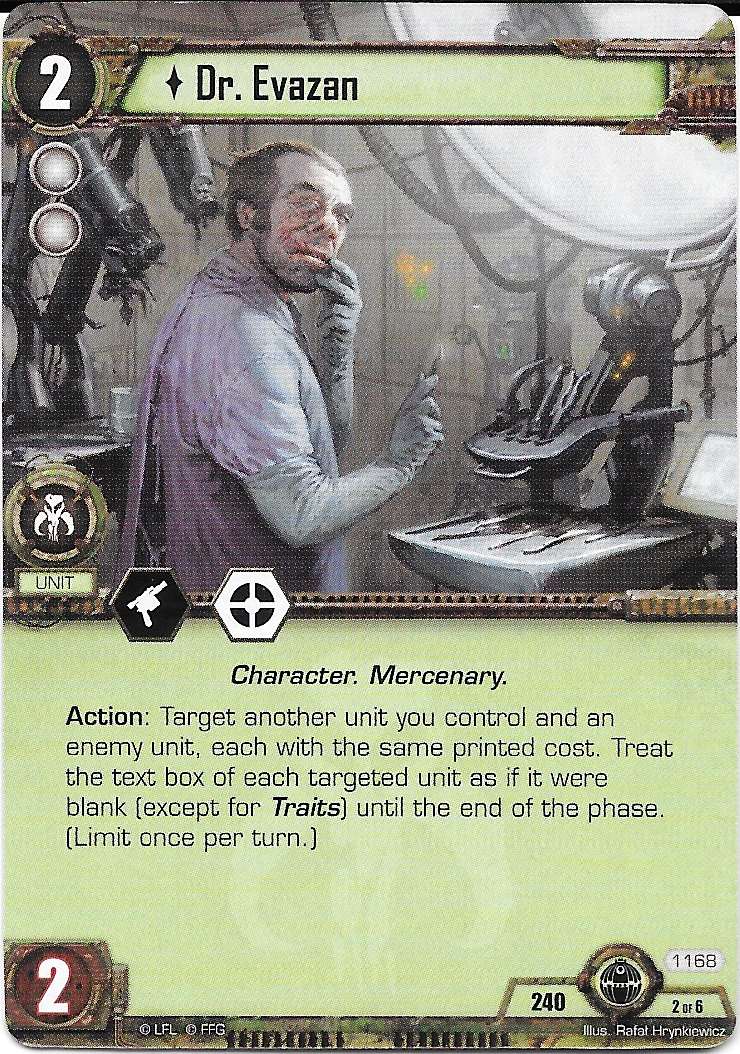 2
Dr. Evazan
UNIT
Character. Mercenary.
Action: Target another unit you control and an
enemy unit, each with the same printed cost. Treat
the text box of each targeted unit as if it were
blank (except for Traits) until the end of the phase.
(Limit once per turn.)
2
1168
240
2 OF 6
© LFL © FFG
Illus. Rafał Hrynkiewicz